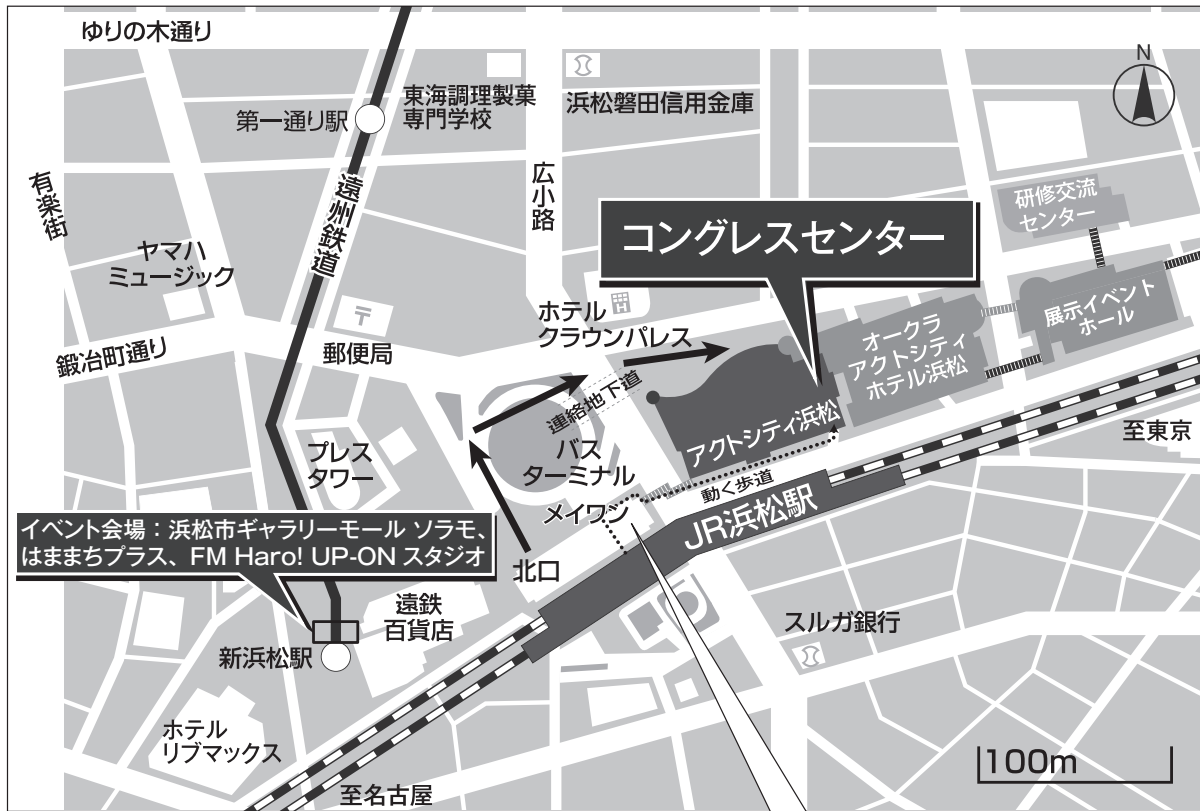 ゆりの木通り
N
東海調理製菓
専門学校
浜松磐田信用金庫
第一通り駅
有楽街
遠州鉄道
広小路
研修交流
センター
コングレスセンター
ヤマハ
ミュージック
〒
郵便局
ホテル
クラウンパレス
H
オークラ
アクトシティ
ホテル浜松
展示イベント
ホール
鍛冶町通り
連絡地下道
アクトシティ浜松
バス
ターミナル
プレス
タワー
至東京
動く歩道
メイワン
JR浜松駅
イベント会場：浜松市ギャラリーモール ソラモ、
はままちプラス、FM Haro! UP-ON スタジオ
北口
遠鉄
百貨店
スルガ銀行
新浜松駅
ホテル
リブマックス
至名古屋
100m